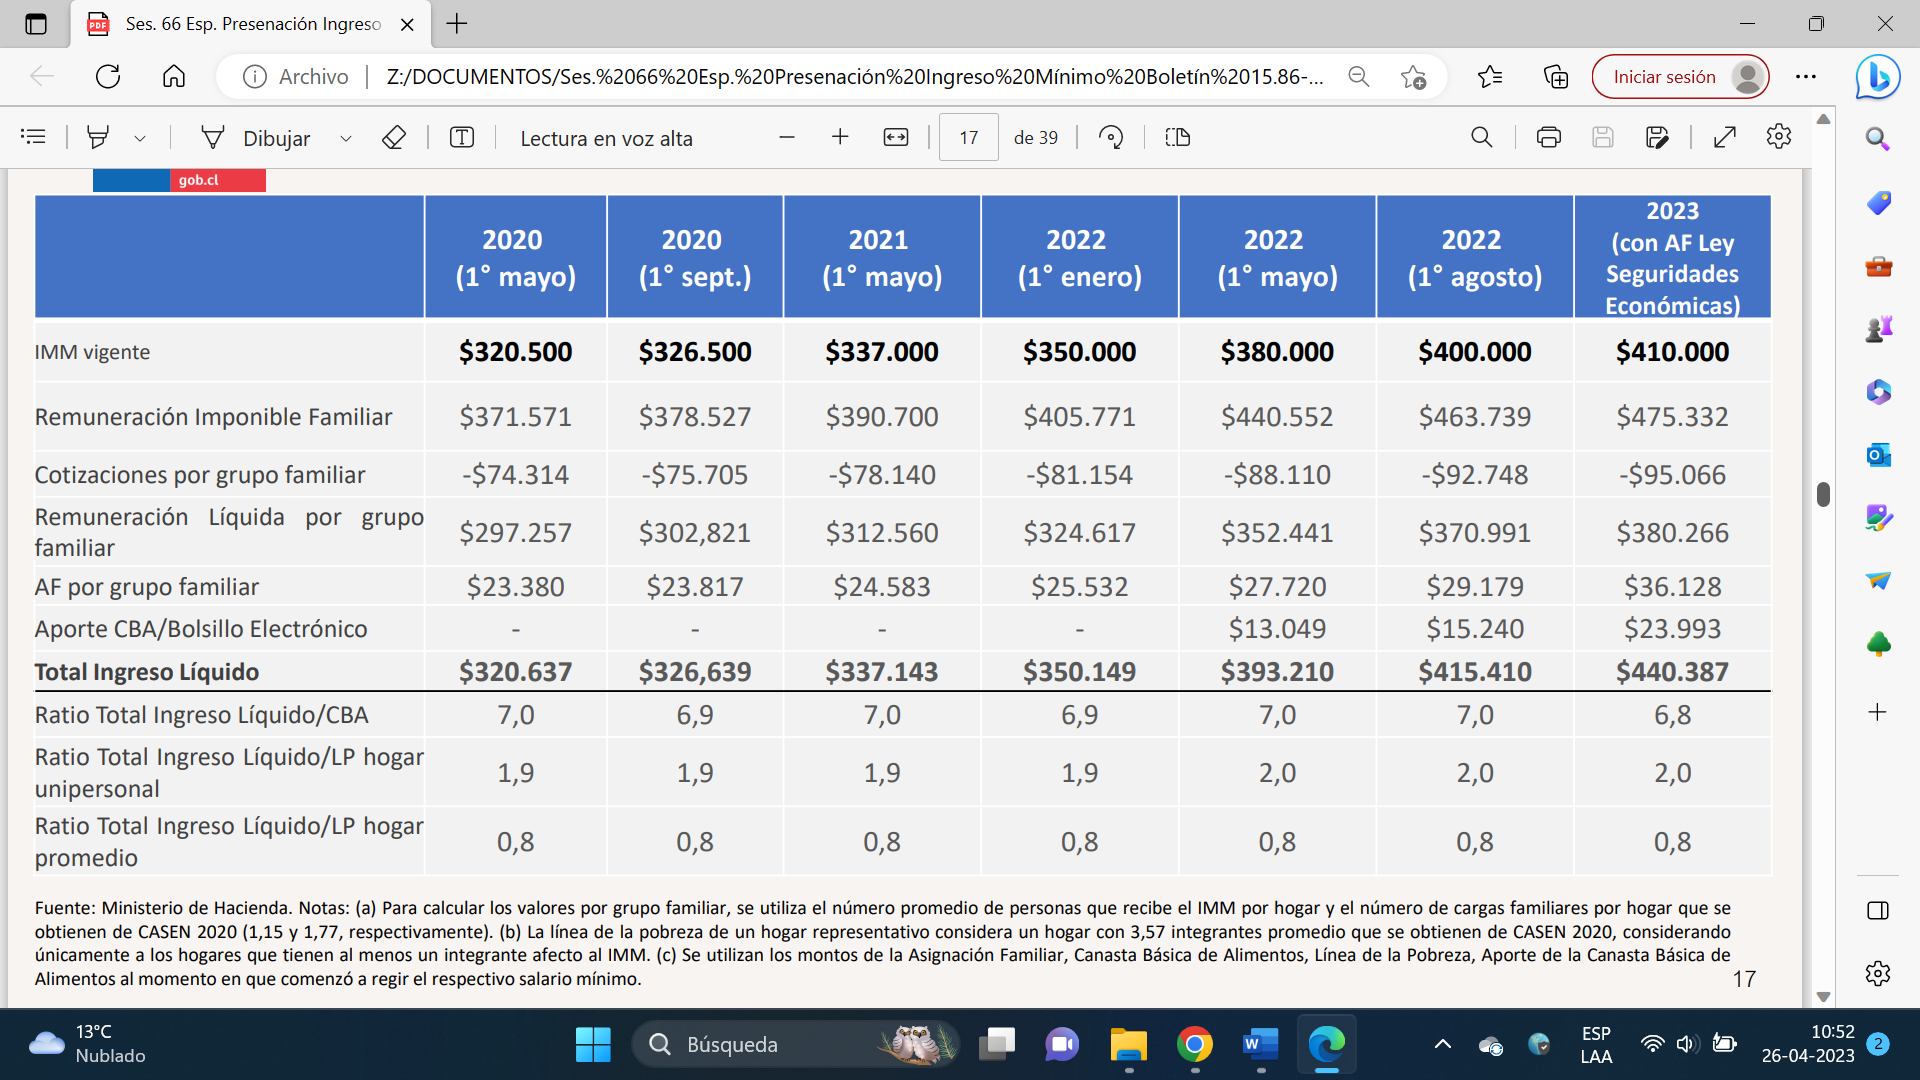 Ses. 66 Esp. Presenación Ingreso
Archivo
Z:/DOCUMENTOS/Ses.%2066%20Esp.%20Presenación%20Ingreso%20Mínimo%20Boletín%2015.86-...
Iniciar sesión
Dibujar
Lectura en voz alta
17 de 39
gob.cl
2020 (1° mayo) 2020 (1° sept.) 2021 (1° mayo) 2022 (1° enero) 2022 (1° mayo) 2022 (1° agosto) 2023 (con AF Ley Seguridades Económicas)
IMM vigente $320.500 $326.500 $337.000 $350.000 $380.000 $400.000 $410.000
Remuneración Imponible Familiar $371.571 $378.527 $390.700 $405.771 $440.552 $463.739 $475.332
Cotizaciones por grupo familiar -$74.314 -$75.705 -$78.140 -$81.154 -$88.110 -$92.748 -$95.066
Remuneración Líquida por grupo
familiar $297.257 $302,821 $312.560 $324.617 $352.441 $370.991 $380.266
AF por grupo familiar $23.380 $23.817 $24.583 $25.532 $27.720 $29.179 $36.128
Aporte CBA/Bolsillo Electrónico - - - - $13.049 $15.240 $23.993
Total Ingreso Líquido $320.637 $326,639 $337.143 $350.149 $393.210 $415.410 $440.387
Ratio Total Ingreso Líquido/CBA 7,0 6,9 7,0 6,9 7,0 7,0 6,8
Ratio Total Ingreso Líquido/LP hogar
unipersonal 1,9 1,9 1,9 1,9 2,0 2,0 2,0
Ratio Total Ingreso Líquido/LP hogar
promedio 0,8 0,8 0,8 0,8 0,8 0,8 0,8
Fuente: Ministerio de Hacienda. Notas: (a) Para calcular los valores por grupo familiar, se utiliza el número promedio de personas que recibe el IMM por hogar y el número de cargas familiares por hogar que se
obtienen de CASEN 2020 (1,15 y 1,77, respectivamente). (b) La línea de la pobreza de un hogar representativo considera un hogar con 3,57 integrantes promedio que se obtienen de CASEN 2020, considerando
únicamente a los hogares que tienen al menos un integrante afecto al IMM. (c) Se utilizan los montos de la Asignación Familiar, Canasta Básica de Alimentos, Línea de la Pobreza, Aporte de la Canasta Básica de
Alimentos al momento en que comenzó a regir el respectivo salario mínimo.
17
13°C
Nublado
Búsqueda
ESP
LAA
10:52
26-04-2023
2